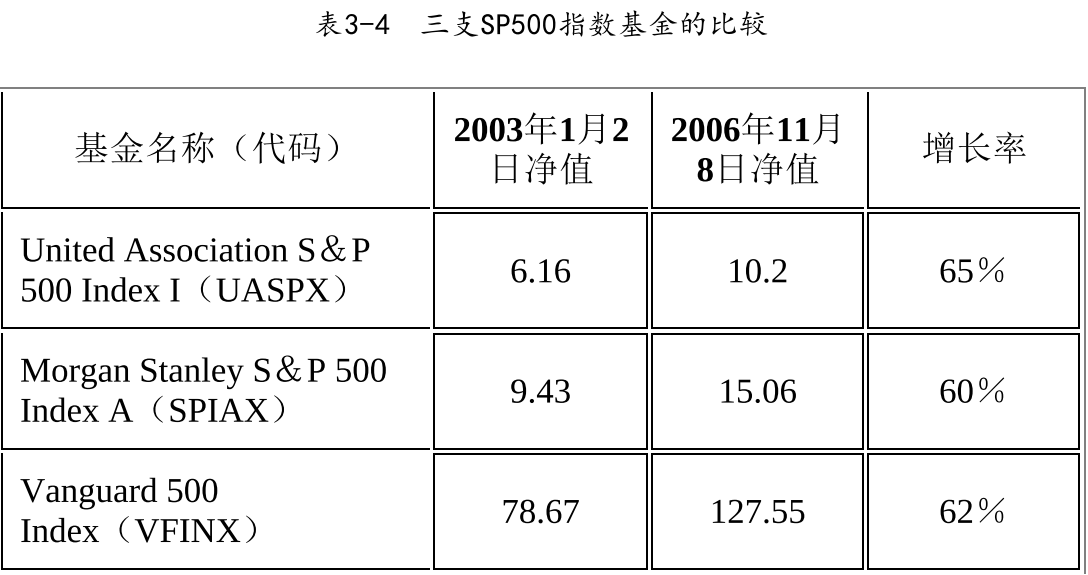 表3-4 三支SP500指数基金的比较
基金名称（代码）
2003年1月2
日净值
2006年11月
8日净值
增长率
United Association S＆P
500 Index I（UASPX）
6.16
10.2
65％
Morgan Stanley S＆P 500
Index A（SPIAX）
9.43
15.06
60％
Vanguard 500
Index（VFINX）
78.67
127.55
62％